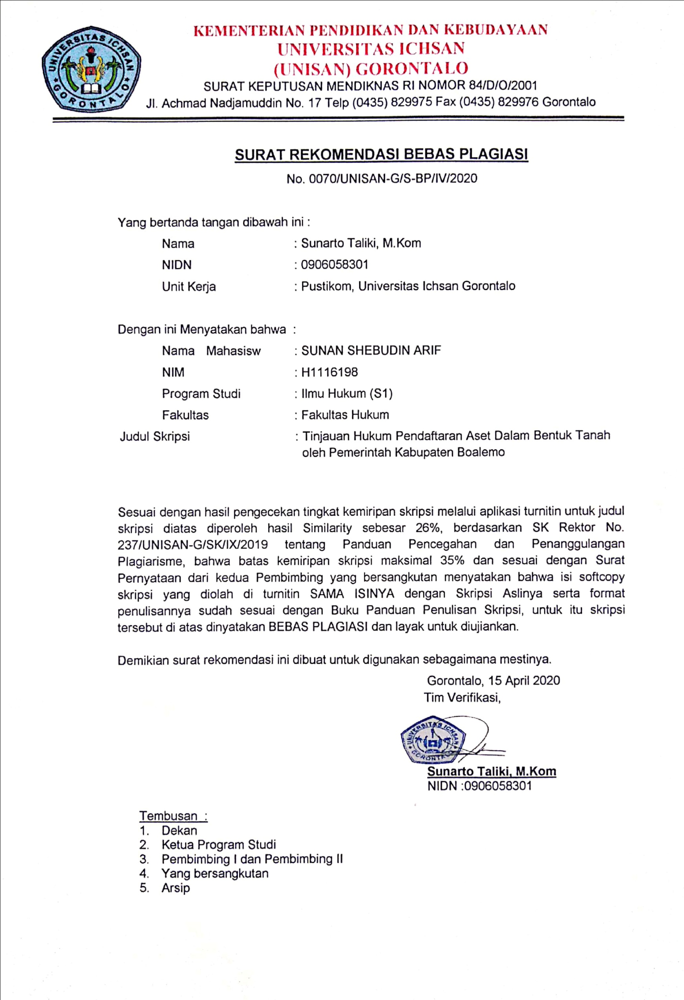 UNIVERSITAS ICHSAN
GORONTALO
KEMENTERIAN PENDIDIKAN DAN KEBUDAYAAN
UNIVERSITAS ICHSAN
(UNISAN) GORONTALO
SURAT KEPUTUSAN MENDIKNAS RI NOMOR 84/D/O/2001
Jl. Achmad Nadjamuddin No. 17 Telp (0435) 829975 Fax (0435) 829976 Gorontalo
SURAT REKOMENDASI BEBAS PLAGIASI
No. 0070/UNISAN-G/S-BP/IV/2020
Yang bertanda tangan dibawah ini :
Nama : Sunarto Taliki, M.Kom
NIDN : 0906058301
Unit Kerja : Pustikom, Universitas Ichsan Gorontalo
Dengan ini Menyatakan bahwa :
Nama Mahasisw : SUNAN SHEBUDIN ARIF
NIM : H1116198
Program Studi : Ilmu Hukum (S1)
Fakultas : Fakultas Hukum
Judul Skripsi : Tinjauan Hukum Pendaftaran Aset Dalam Bentuk Tanah
oleh Pemerintah Kabupaten Boalemo
Sesuai dengan hasil pengecekan tingkat kemiripan skripsi melalui aplikasi turnitin untuk judul
skripsi diatas diperoleh hasil Similarity sebesar 26%, berdasarkan SK Rektor No.
237/UNISAN-G/SK/IX/2019 tentang Panduan Pencegahan dan Penanggulangan
Plagiarisme, bahwa batas kemiripan skripsi maksimal 35% dan sesuai dengan Surat
Pernyataan dari kedua Pembimbing yang bersangkutan menyatakan bahwa isi softcopy
skripsi yang diolah di turnitin SAMA ISINYA dengan Skripsi Aslinya serta format
penulisannya sudah sesuai dengan Buku Panduan Penulisan Skripsi, untuk itu skripsi
tersebut di atas dinyatakan BEBAS PLAGIASI dan layak untuk diujiankan.
Demikian surat rekomendasi ini dibuat untuk digunakan sebagaimana mestinya.
Gorontalo, 15 April 2020
Tim Verifikasi,
UNIVERSITAS ICHSAN
GORONTALO
Sunarto Taliki, M.Kom
NIDN :0906058301
Tembusan :
1. Dekan
2. Ketua Program Studi
3. Pembimbing I dan Pembimbing II
4. Yang bersangkutan
5. Arsip